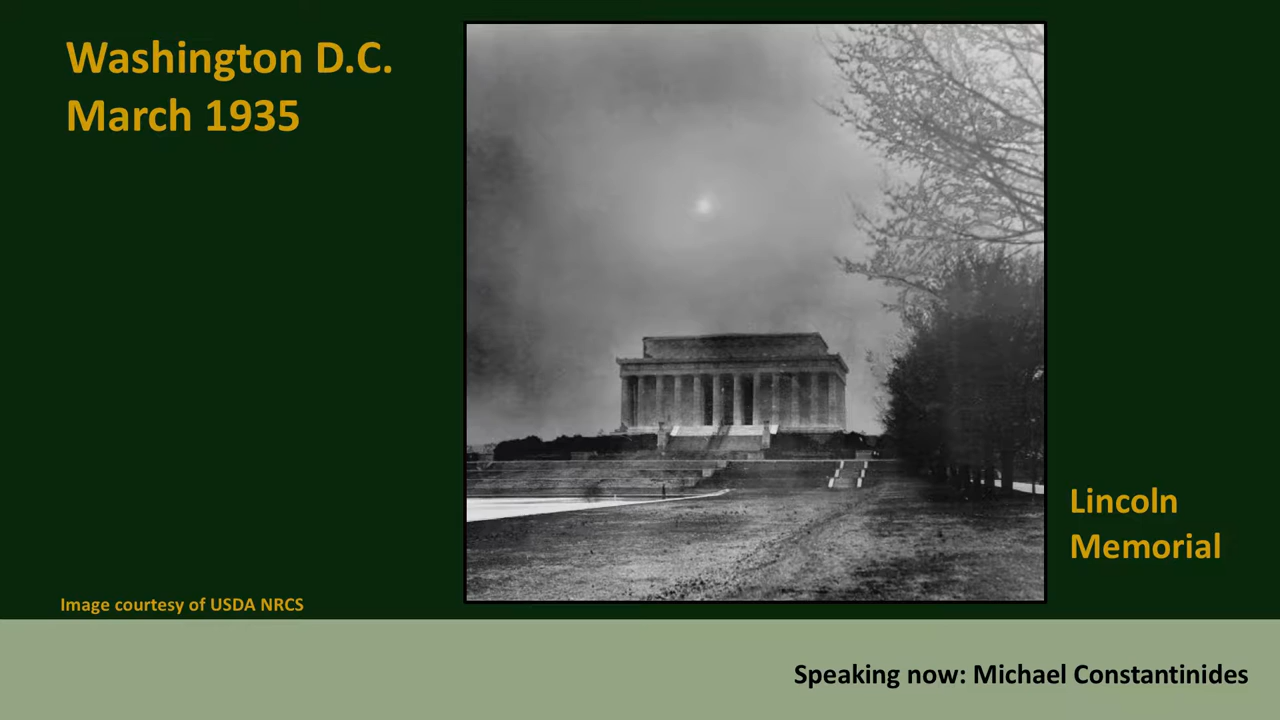 Washington D.C.
March 1935
Lincoln
Memorial
Image courtesy of USDA NRCS
Speaking now: Michael Constantinides